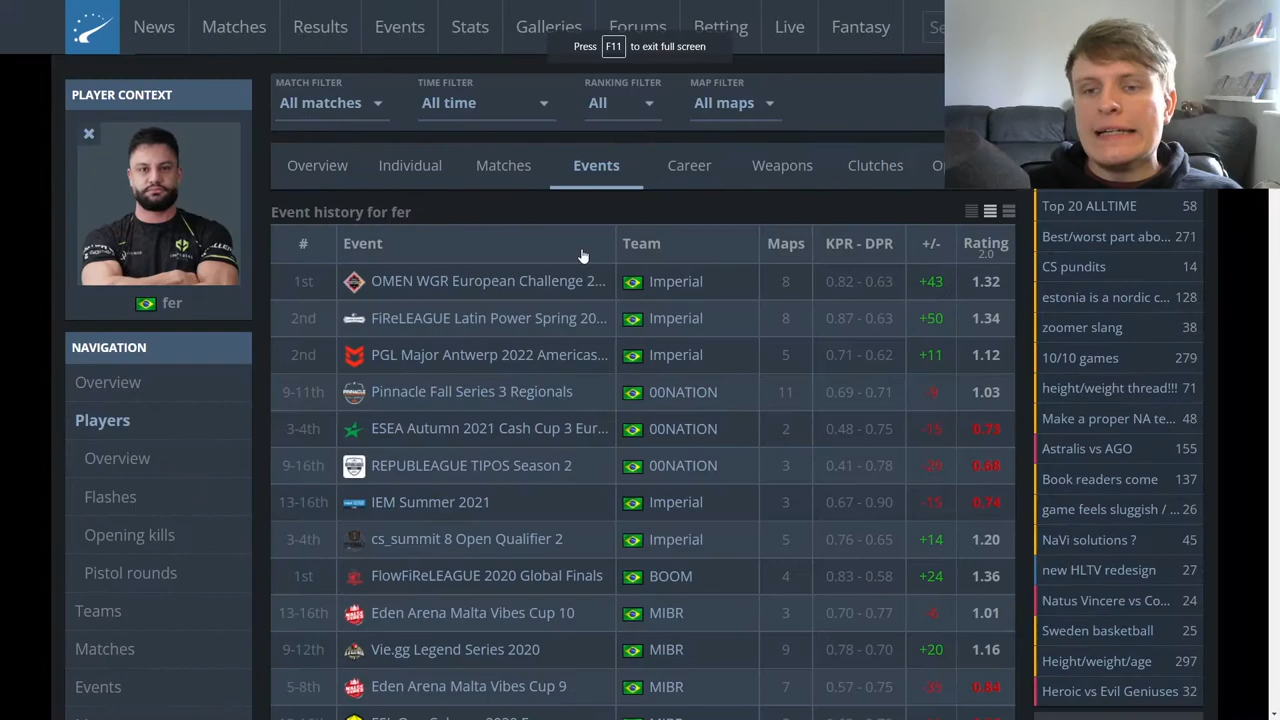 News Matches Results Events Stats Galleries Forums Betting Live Fantasy Se
Press F11 to exit full screen
PLAYER CONTEXT
fer
NAVIGATION
Overview
Players
Overview
Flashes
Opening kills
Pistol rounds
Teams
Matches
Events
MATCH FILTER TIME FILTER RANKING FILTER MAP FILTER
All matches All time All All maps
Overview Individual Matches Events Career Weapons Clutches O
Event history for fer
# Event Team Maps KPR - DPR +/- Rating 2.0
1st OMEN WGR European Challenge 2... Imperial 8 0.82 - 0.63 +43 1.32
2nd FiReLEAGUE Latin Power Spring 20... Imperial 8 0.87 - 0.63 +50 1.34
2nd PGL Major Antwerp 2022 Americas... Imperial 5 0.71 - 0.62 +11 1.12
9-11th Pinnacle Fall Series 3 Regionals 00NATION 11 0.69 - 0.71 -9 1.03
3-4th ESEA Autumn 2021 Cash Cup 3 Eur... 00NATION 2 0.48 - 0.75 -15 0.73
9-16th REPUBLEAGUE TIPOS Season 2 00NATION 3 0.41 - 0.78 -29 0.68
13-16th IEM Summer 2021 Imperial 3 0.67 - 0.90 -15 0.74
3-4th cs_summit 8 Open Qualifier 2 Imperial 5 0.76 - 0.65 +14 1.20
1st FlowFiReLEAGUE 2020 Global Finals BOOM 4 0.83 - 0.58 +24 1.36
13-16th Eden Arena Malta Vibes Cup 10 MIBR 3 0.70 - 0.77 -6 1.01
9-12th Vie.gg Legend Series 2020 MIBR 9 0.78 - 0.70 +20 1.16
5-8th Eden Arena Malta Vibes Cup 9 MIBR 7 0.57 - 0.75 0.84
Top 20 ALLTIME 58
Best/worst part abo... 271
CS pundits 14
estonia is a nordic c... 128
zoomer slang 38
10/10 games 279
height/weight thread!!! 71
Make a proper NA te... 48
Astralis vs AGO 155
Book readers come 137
game feels sluggish / ... 26
NaVi solutions ? 45
new HLTV redesign 27
Natus Vincere vs Co... 24
Sweden basketball 25
Height/weight/age 297
Heroic vs Evil Geniuses 32